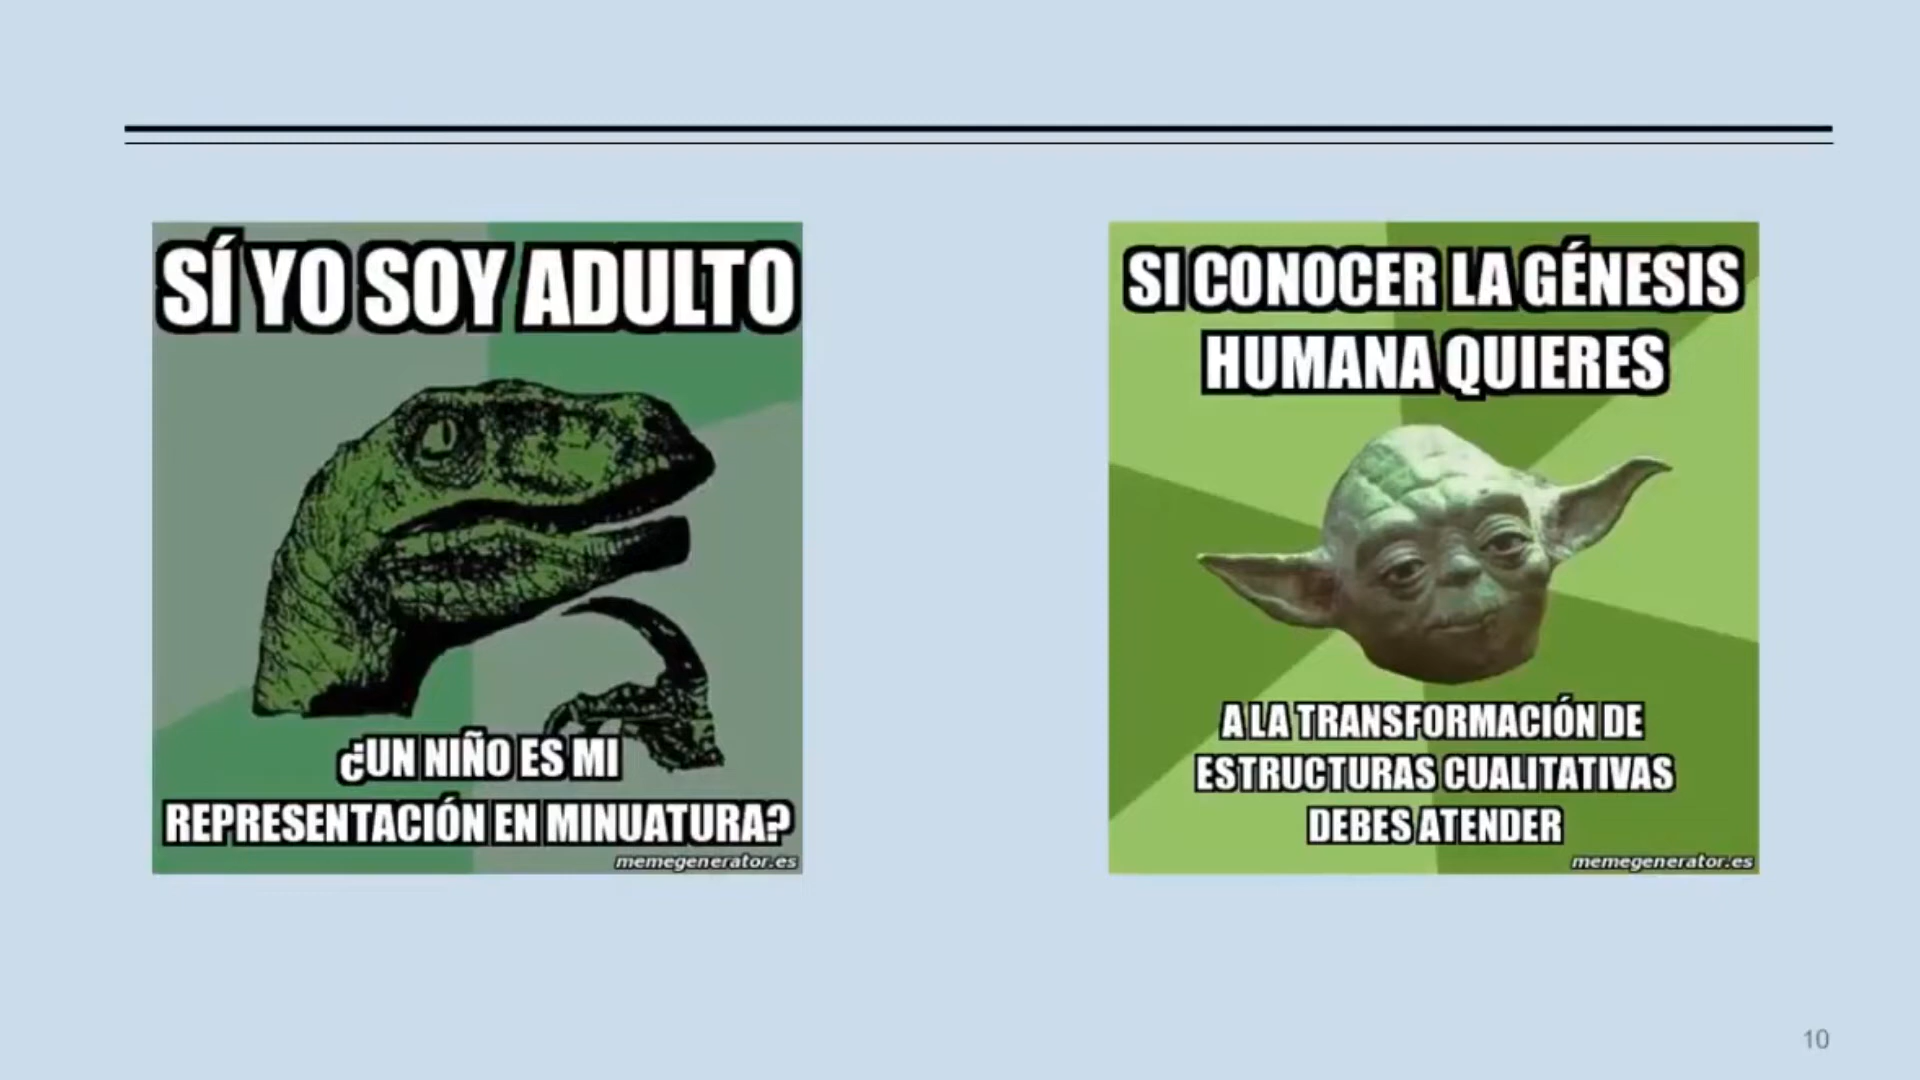 SÍ YO SOY ADULTO
¿UN NIÑO ES MI
REPRESENTACIÓN EN MINUATURA?
memegenerator.es
SI CONOCER LA GÉNESIS
HUMANA QUIERES
A LA TRANSFORMACIÓN DE
ESTRUCTURAS CUALITATIVAS
DEBES ATENDER
memegenerator.es
10